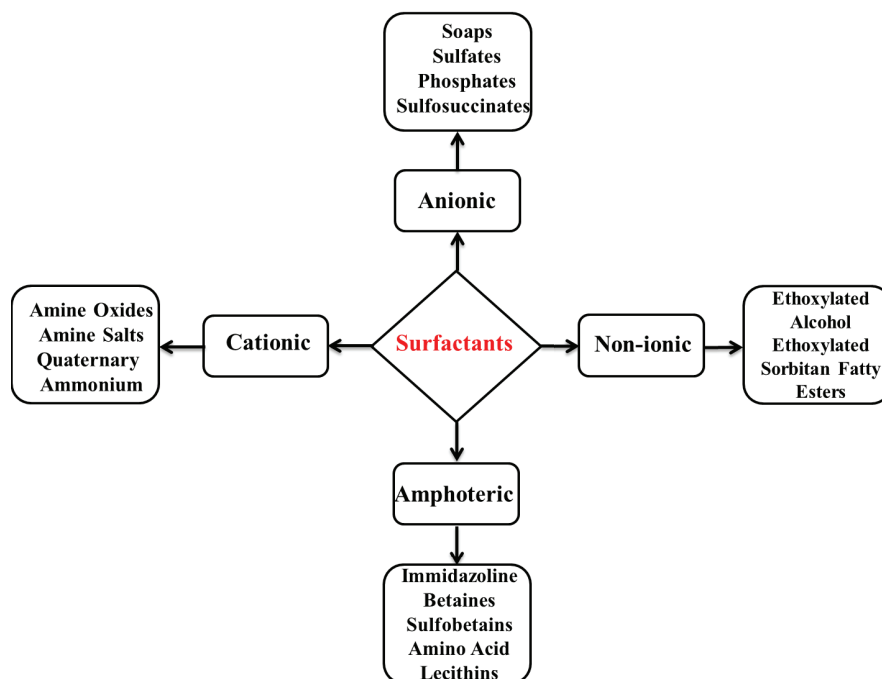 Soaps
Sulfates
Phosphates
Sulfosuccinates
Anionic
Amine Oxides
Amine Salts
Quaternary
Ammonium
Cationic
Surfactants
Non-ionic
Ethoxylated
Alcohol
Ethoxylated
Sorbitan Fatty
Esters
Amphoteric
Immidazoline
Betaines
Sulfobetains
Amino Acid
Lecithins